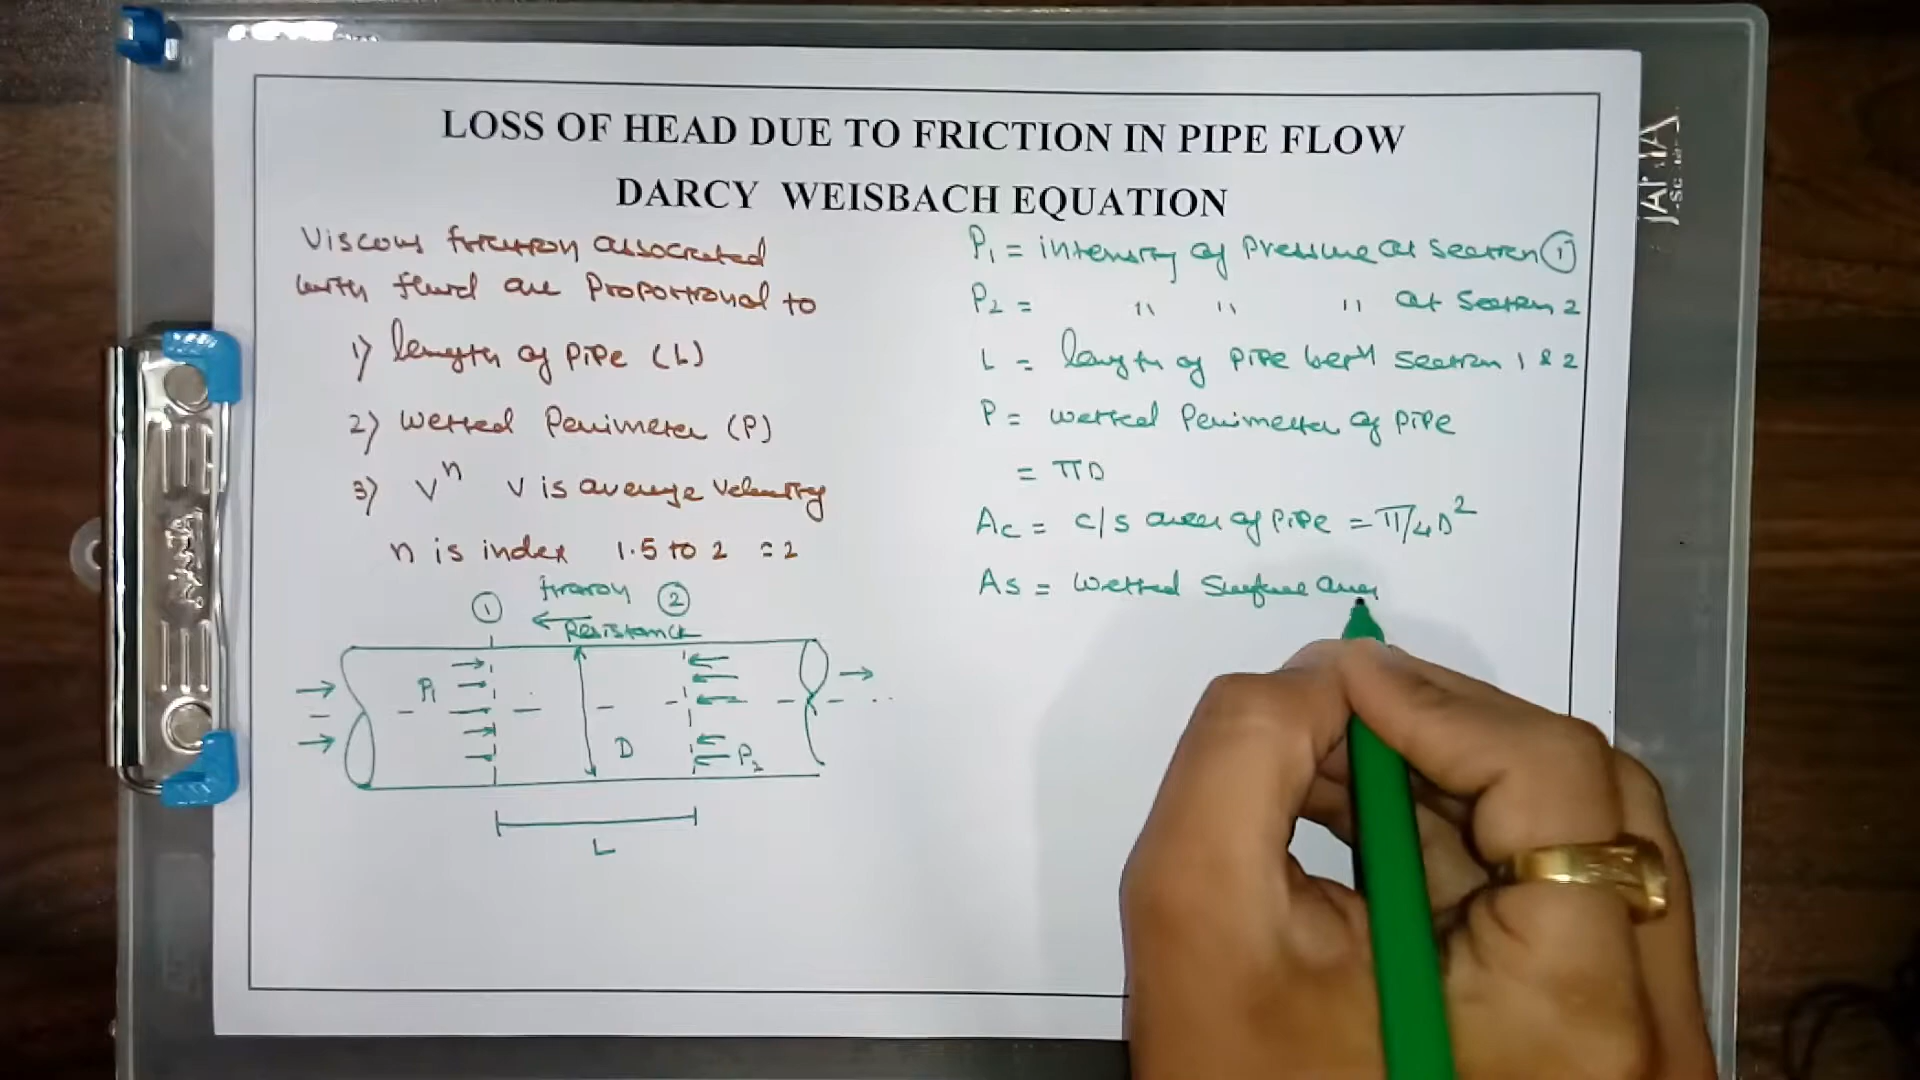 LOSS OF HEAD DUE TO FRICTION IN PIPE FLOW
DARCY WEISBACH EQUATION
Viscous friction associated
with fluid are Proportional to
1) length of pipe (L)
2) Wetted Perimeter (P)
3) Vⁿ V is average velocity
n is index 1.5 to 2 = 2
① friction ②
Resistance
P₁
D
P₂
L
P₁ = intensity of pressure at section ①
P₂ = " " " at section 2
L = length of pipe betⁿ section 1 & 2
P = wetted Perimeter of pipe
= πD
Ac = c/s area of pipe = π/4D²
As = Wetted Surface area